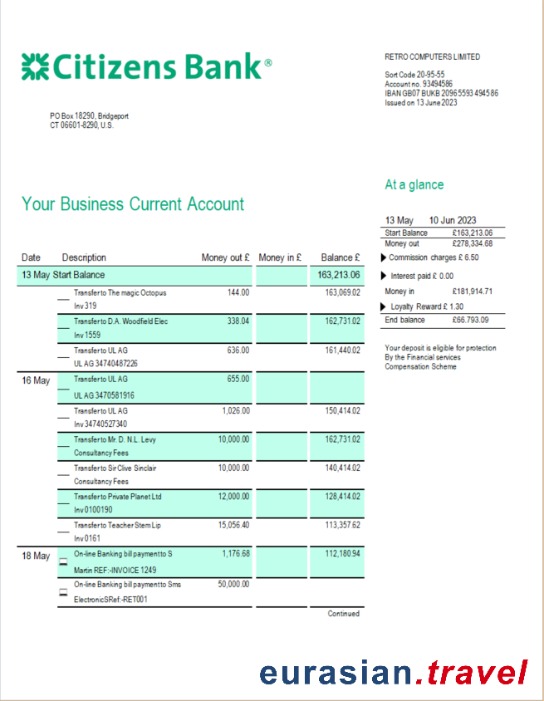 Citizens Bank®
PO Box 18290, Bridgeport
CT 06601-8290, U.S.
RETRO COMPUTERS LIMITED
Sort Code 20-95-55
Account no. 93494586
IBAN GB07 BUKB 20965593 494586
Issued on 13 June 2023
At a glance
13 May 10 Jun 2023
Start Balance £163,213.06
Money out £278,334.68
Commission charges £ 6.50
Interest paid £ 0.00
Money in £181,914.71
Loyalty Reward £ 1.30
End balance £66.793.09
Your deposit is eligible for protection
By the Financial services
Compensation Scheme
Your Business Current Account
Date Description Money out £ Money in £ Balance £
13 May Start Balance 163,213.06
Transfer to The magic Octopus 144.00 163,069.02
Inv 319
Transfer to D.A. Woodfield Elec 338.04 162,731.02
Inv 1559
Transfer to UL AG 636.00 161,440.02
UL AG 34740487226
16 May Transfer to UL AG 655.00
UL AG 3470581916
Transfer to UL AG 1,026.00 150,414.02
Inv 34740527340
Transfer to Mr. D. N.L. Levy 10,000.00 162,731.02
Consultancy Fees
Transfer to Sir Clive Sinclair 10,000.00 140,414.02
Consultancy Fees
Transfer to Private Planet Ltd 12,000.00 128,414.02
Inv 0100190
Transfer to Teacher Stem Lip 15,056.40 113,357.62
Inv 0161
18 May On-line Banking bill payment to S 1,176.68 112,180.94
Martin REF:-INVOICE 1249
On-line Banking bill payment to Sms 50,000.00
ElectronicSRef:-RET001
Continued
eurasian.travel